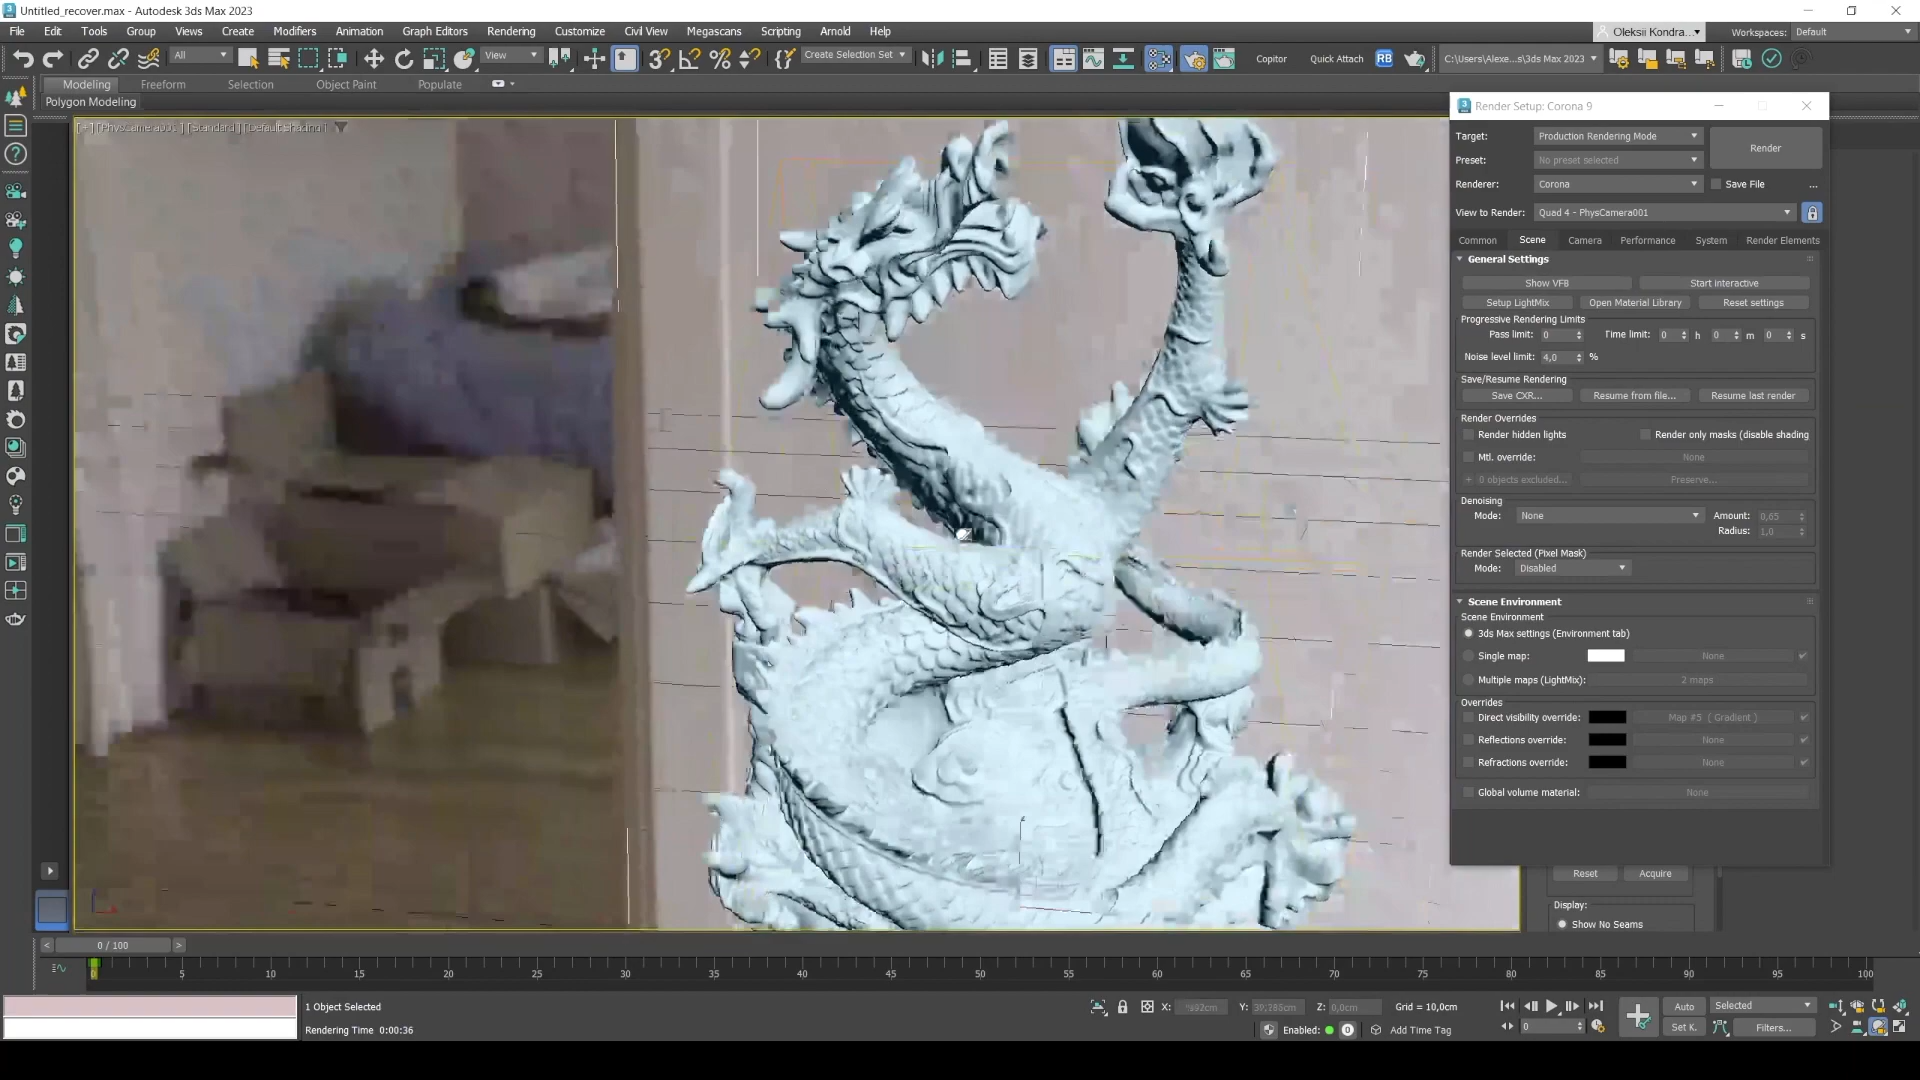 Untitled_recover.max - Autodesk 3ds Max 2023
File Edit Tools Group Views Create Modifiers Animation Graph Editors Rendering Customize Civil View Megascans Scripting Arnold Help
Oleksii Kondra...
Workspaces: Default
All
View
Create Selection Set
Copitor
Quick Attach
RB
C:\Users\Alexe...s\3ds Max 2023
Modeling Freeform Selection Object Paint Populate
Polygon Modeling
[+] [PhysCamera001] [Standard] [Default Shading]
Render Setup: Corona 9
Target: Production Rendering Mode
Render
Preset: No preset selected
Renderer: Corona
Save File ...
View to Render: Quad 4 - PhysCamera001
Common Scene Camera Performance System Render Elements
General Settings
Show VFB Start interactive
Setup LightMix Open Material Library Reset settings
Progressive Rendering Limits
Pass limit: 0 Time limit: 0 h 0 m 0 s
Noise level limit: 4,0 %
Save/Resume Rendering
Save CXR... Resume from file... Resume last render
Render Overrides
Render hidden lights Render only masks (disable shading
Mtl. override: None
+ 0 objects excluded... Preserve...
Denoising
Mode: None Amount: 0,65
Radius: 1,0
Render Selected (Pixel Mask)
Mode: Disabled
Scene Environment
Scene Environment
3ds Max settings (Environment tab)
Single map: None
Multiple maps (LightMix): 2 maps
Overrides
Direct visibility override: Map #5 ( Gradient )
Reflections override: None
Refractions override: None
Global volume material: None
Reset Acquire
Display:
Show No Seams
0 / 100
0 5 10 15 20 25 30 35 40 45 50 55 60 65 70 75 80 85 90 95 100
1 Object Selected
X: Y: 39,285cm Z: 0,0cm Grid = 10,0cm
Auto Selected
Rendering Time 0:00:36
Enabled: 0 Add Time Tag
0
Set K. Filters...